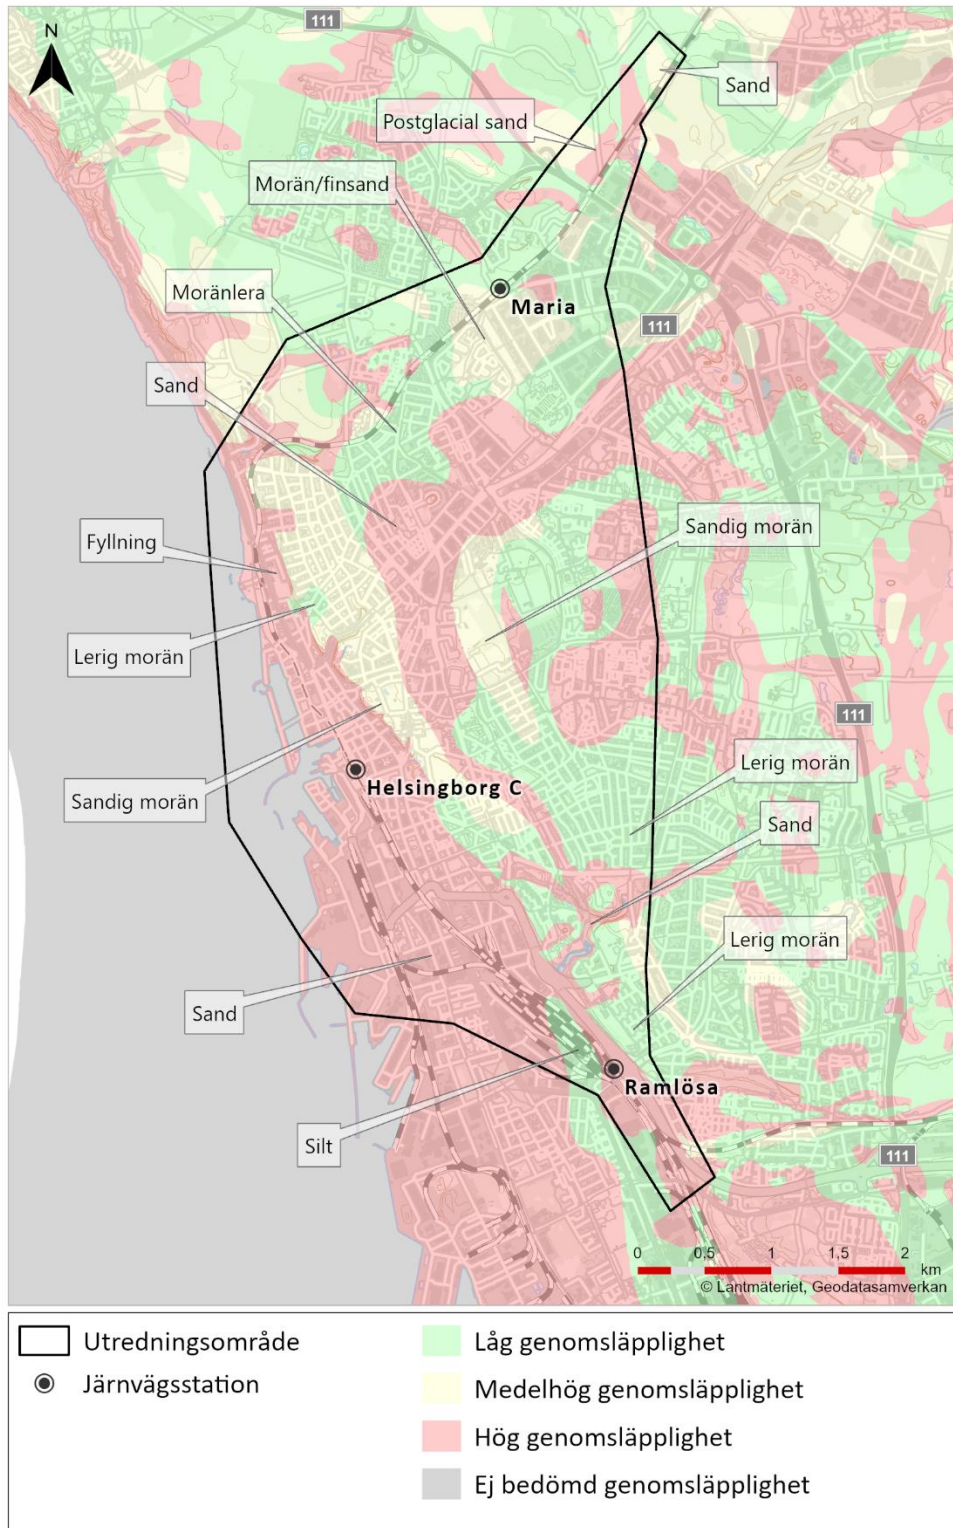 111
N
Sand
Postglacial sand
Morän/finsand
Moränlera
Maria
111
Sand
Sandig morän
Fyllning
Lerig morän
111
Lerig morän
Helsingborg C
Sandig morän
Sand
Lerig morän
Sand
Ramlösa
Silt
111
0 0,5 1 1,5 2
km
© Lantmäteriet, Geodatasamverkan
Utredningsområde
Järnvägsstation
Låg genomsläpplighet
Medelhög genomsläpplighet
Hög genomsläpplighet
Ej bedömd genomsläpplighet